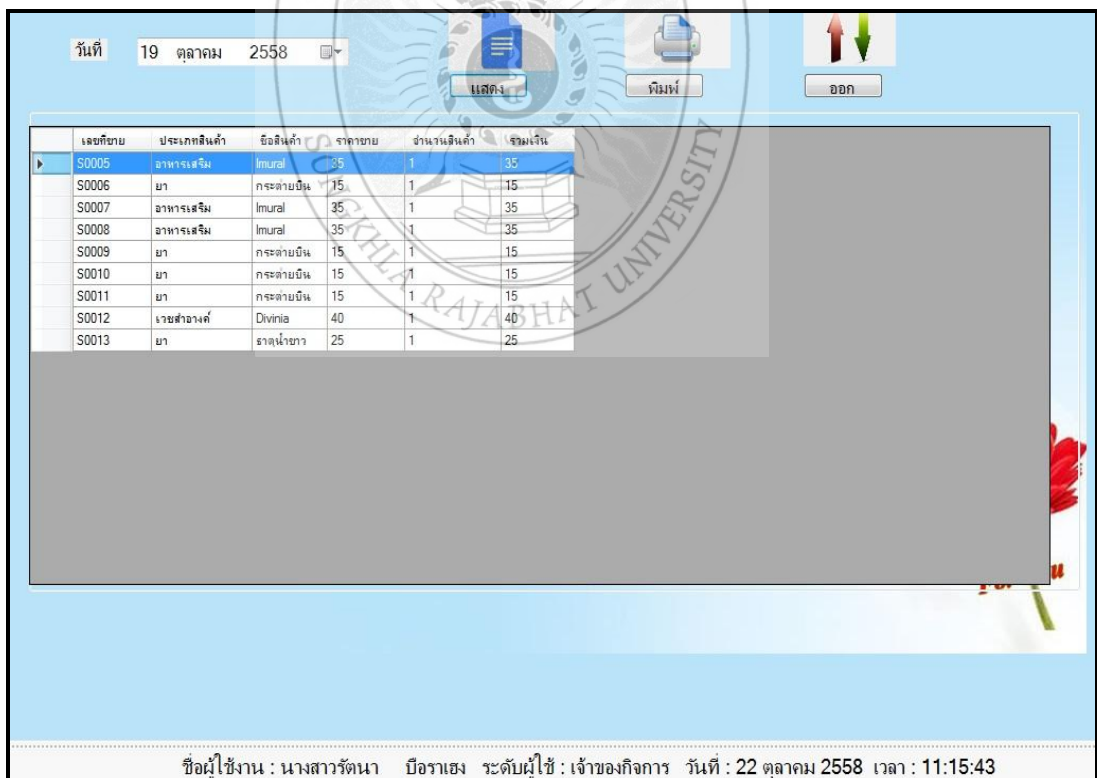 วันที่ 19 ตุลาคม 2558
แสดง พิมพ์ ออก
เลขที่ขาย ประเภทสินค้า ชื่อสินค้า ราคาขาย จำนวนสินค้า รวมเงิน
S0005 อาหารเสริม Imural 35 1 35
S0006 ยา กระต่ายบิน 15 1 15
S0007 อาหารเสริม Imural 35 1 35
S0008 อาหารเสริม Imural 35 1 35
S0009 ยา กระต่ายบิน 15 1 15
S0010 ยา กระต่ายบิน 15 1 15
S0011 ยา กระต่ายบิน 15 1 15
S0012 เวชสำอางค์ Divinia 40 1 40
S0013 ยา ธาตุน้ำขาว 25 1 25
SONGKHLA RAJABHAT UNIVERSITY
ชื่อผู้ใช้งาน : นางสาวรัตนา บือราเฮง ระดับผู้ใช้ : เจ้าของกิจการ วันที่ : 22 ตุลาคม 2558 เวลา : 11:15:43